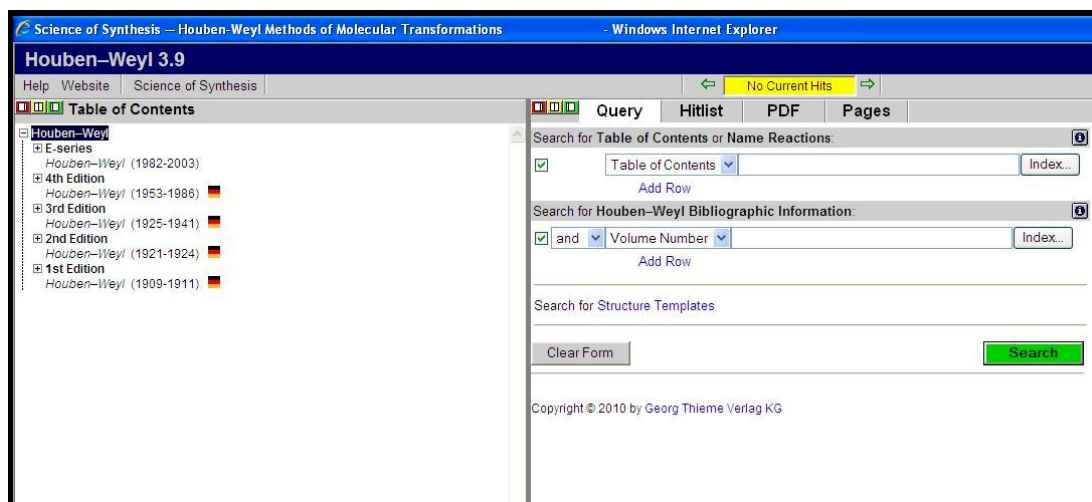 Science of Synthesis — Houben-Weyl Methods of Molecular Transformations - Windows Internet Explorer
Houben–Weyl 3.9
Help Website Science of Synthesis
No Current Hits
Table of Contents
Houben–Weyl
E-series
Houben–Weyl (1982-2003)
4th Edition
Houben–Weyl (1953-1986)
3rd Edition
Houben–Weyl (1925-1941)
2nd Edition
Houben–Weyl (1921-1924)
1st Edition
Houben–Weyl (1909-1911)
Query Hitlist PDF Pages
Search for Table of Contents or Name Reactions:
Table of Contents Index...
Add Row
Search for Houben–Weyl Bibliographic Information:
and Volume Number Index...
Add Row
Search for Structure Templates
Clear Form Search
Copyright © 2010 by Georg Thieme Verlag KG